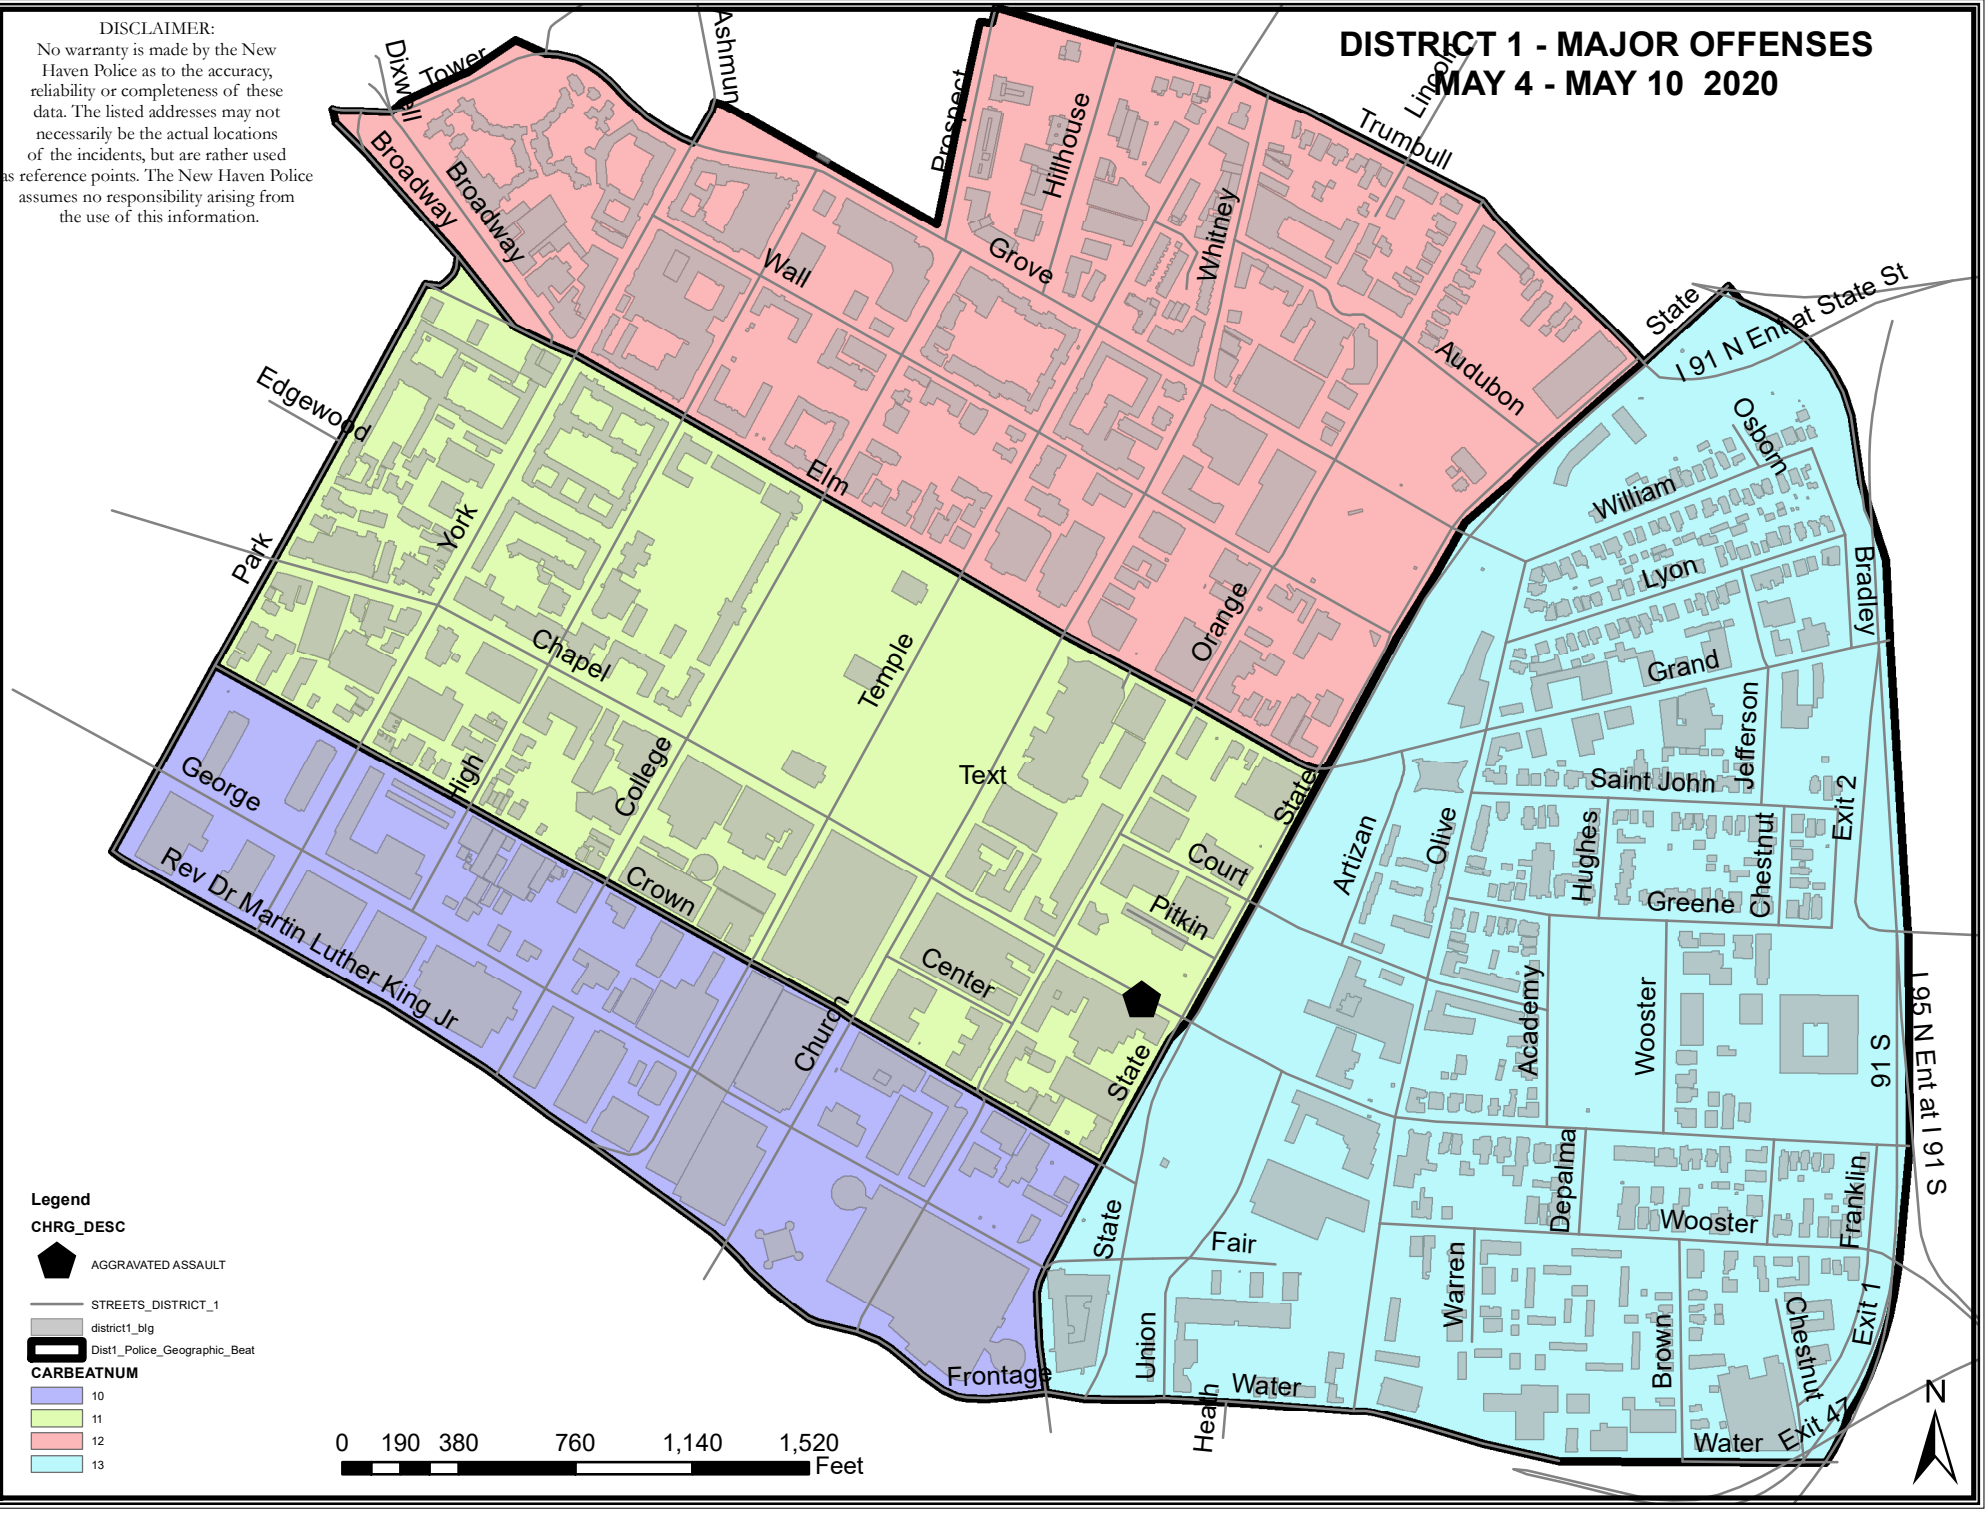 DISCLAIMER:
No warranty is made by the New
Haven Police as to the accuracy,
reliability or completeness of these
data. The listed addresses may not
necessarily be the actual locations
of the incidents, but are rather used
as reference points. The New Haven Police
assumes no responsibility arising from
the use of this information.
DISTRICT 1 - MAJOR OFFENSES
MAY 4 - MAY 10  2020
Dixwell
Tower
Ashmun
Prospect
Hillhouse
Lincoln
Trumbull
Broadway
Broadway
Wall
Grove
Whitney
State
I 91 N Ent at State St
Audubon
Edgewood
Osborn
Elm
William
York
Park
Lyon
Bradley
Orange
Chapel
Temple
Grand
Jefferson
George
High
College
Text
State
Saint John
Exit 2
Artizan
Olive
Hughes
Chestnut
Court
Greene
Rev Dr Martin Luther King Jr
Crown
Pitkin
Center
Church
Academy
Wooster
State
91 S
I 95 N Ent at I 91 S
Depalma
Wooster
Franklin
State
Fair
Warren
Union
Brown
Chestnut
Exit 1
Frontage
Heath
Water
Water
Exit 47
N
Legend
CHRG_DESC
AGGRAVATED ASSAULT
STREETS_DISTRICT_1
district1_blg
Dist1_Police_Geographic_Beat
CARBEATNUM
10
11
12
13
0 190 380 760 1,140 1,520
Feet